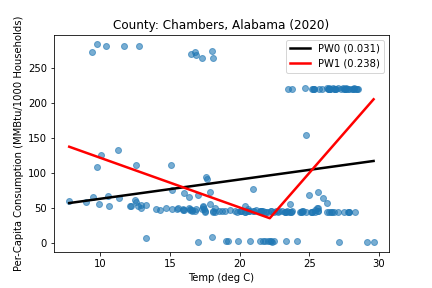 County: Chambers, Alabama (2020)
Per-Capita Consumption (MMBtu/1000 Households)
250
200
150
100
50
0
PW0 (0.031)
PW1 (0.238)
10
15
20
25
30
Temp (deg C)